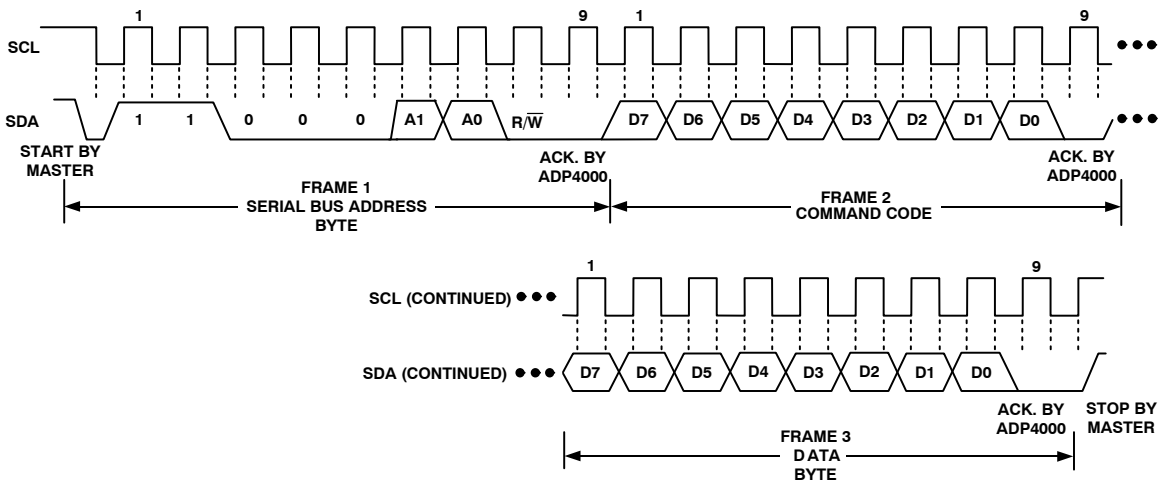 1 9 1 9
SCL
SDA 1 1 0 0 0 A1 A0 R/W̅ D7 D6 D5 D4 D3 D2 D1 D0
START BY
MASTER
ACK. BY
ADP4000
ACK. BY
ADP4000
FRAME 1
SERIAL BUS ADDRESS
BYTE
FRAME 2
COMMAND CODE
1 9
SCL (CONTINUED)
SDA (CONTINUED) D7 D6 D5 D4 D3 D2 D1 D0
ACK. BY
ADP4000
STOP BY
MASTER
FRAME 3
DATA
BYTE